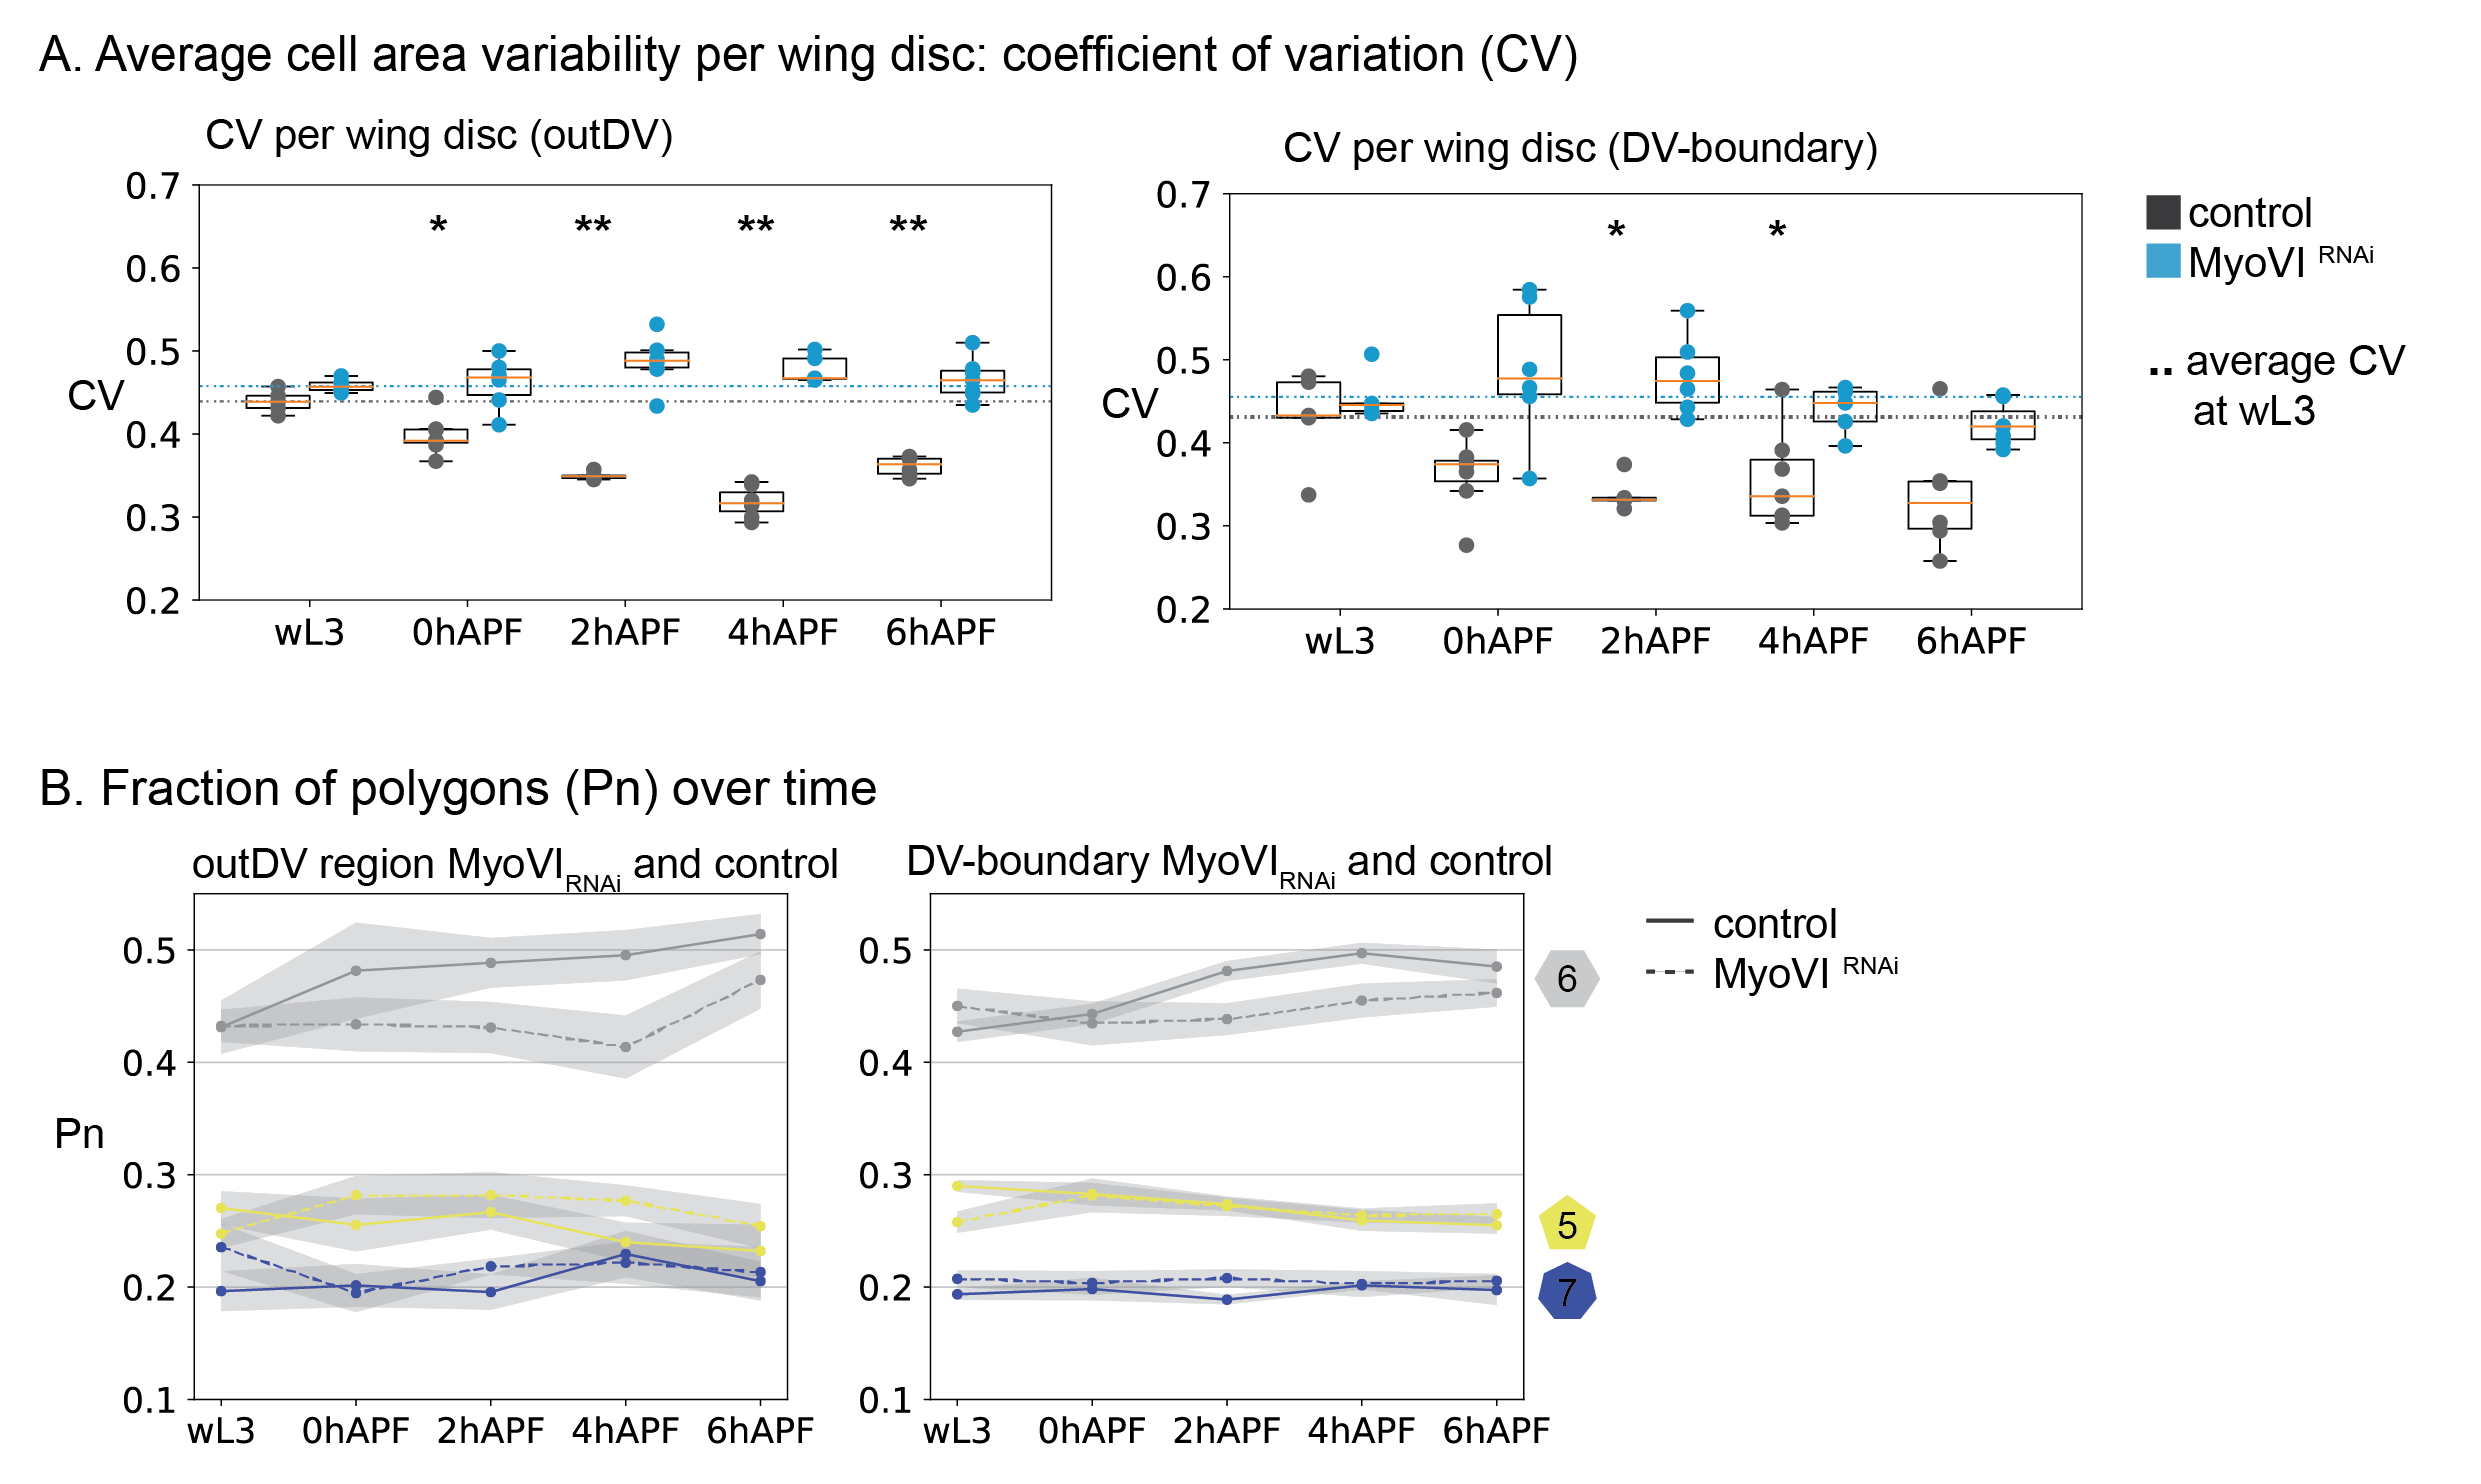 A. Average cell area variability per wing disc: coefficient of variation (CV)
CV per wing disc (outDV)
0.7
0.6
0.5
0.4
0.3
0.2
CV
* ** ** **
wL3 0hAPF 2hAPF 4hAPF 6hAPF
CV per wing disc (DV-boundary)
0.7
0.6
0.5
0.4
0.3
0.2
CV
* *
wL3 0hAPF 2hAPF 4hAPF 6hAPF
control
MyoVI RNAi
.. average CV
at wL3
B. Fraction of polygons (Pn) over time
outDV region MyoVIRNAi and control
0.5
0.4
0.3
0.2
0.1
Pn
wL3 0hAPF 2hAPF 4hAPF 6hAPF
DV-boundary MyoVIRNAi and control
0.5
0.4
0.3
0.2
0.1
wL3 0hAPF 2hAPF 4hAPF 6hAPF
6
5
7
control
MyoVI RNAi